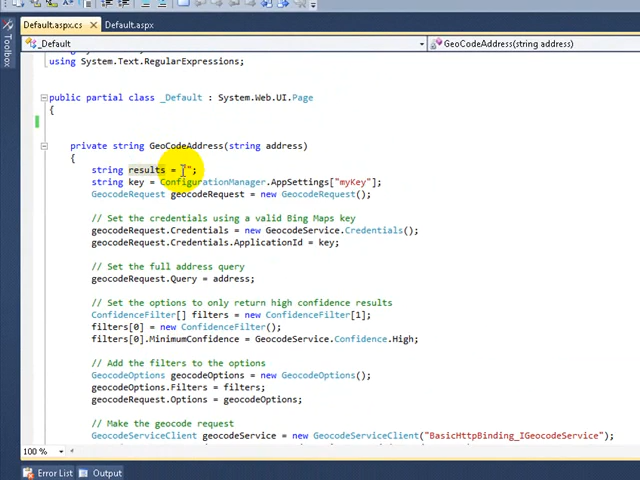 Default.aspx.cs Default.aspx
Toolbox
_Default GeoCodeAddress(string address)
using System.Text.RegularExpressions;
public partial class _Default : System.Web.UI.Page
{
private string GeoCodeAddress(string address)
{
string results = "";
string key = ConfigurationManager.AppSettings["myKey"];
GeocodeRequest geocodeRequest = new GeocodeRequest();
// Set the credentials using a valid Bing Maps key
geocodeRequest.Credentials = new GeocodeService.Credentials();
geocodeRequest.Credentials.ApplicationId = key;
// Set the full address query
geocodeRequest.Query = address;
// Set the options to only return high confidence results
ConfidenceFilter[] filters = new ConfidenceFilter[1];
filters[0] = new ConfidenceFilter();
filters[0].MinimumConfidence = GeocodeService.Confidence.High;
// Add the filters to the options
GeocodeOptions geocodeOptions = new GeocodeOptions();
geocodeOptions.Filters = filters;
geocodeRequest.Options = geocodeOptions;
// Make the geocode request
GeocodeServiceClient geocodeService = new GeocodeServiceClient("BasicHttpBinding_IGeocodeService");
100 %
Error List Output